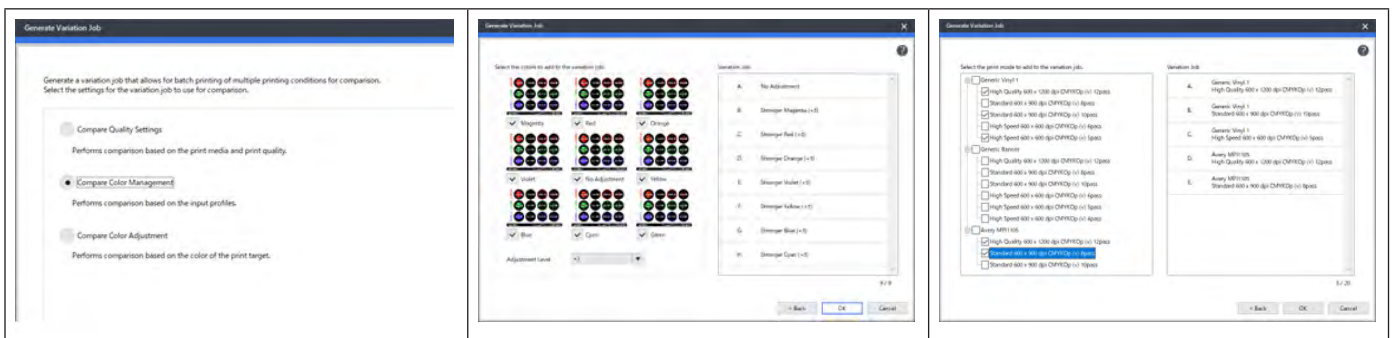 Generate Variation Job
Generate a variation job that allows for batch printing of multiple printing conditions for comparison.
Select the settings for the variation job to use for comparison.
Compare Quality Settings
Performs comparison based on the print media and print quality.
Compare Color Management
Performs comparison based on the input profiles.
Compare Color Adjustment
Performs comparison based on the color of the print target.
Generate Variation Job
Select the colors to add to the variation job.
Magenta
Red
Orange
Violet
No Adjustment
Yellow
Blue
Cyan
Green
Adjustment Level
+3
Variation Job
A. No Adjustment
B. Stronger Magenta (+3)
C. Stronger Red (+3)
D. Stronger Orange (+3)
E. Stronger Violet (+3)
F. Stronger Yellow (+3)
G. Stronger Blue (+3)
H. Stronger Cyan (+3)
9 / 9
< Back
OK
Cancel
Generate Variation Job
Select the print mode to add to the variation job.
Generic Vinyl 1
High Quality 600 x 1200 dpi CMYKOp (v) 12pass
Standard 600 x 900 dpi CMYKOp (v) 8pass
Standard 600 x 900 dpi CMYKOp (v) 10pass
High Speed 600 x 600 dpi CMYKOp (v) 4pass
High Speed 600 x 600 dpi CMYKOp (v) 5pass
Generic Banner
High Quality 600 x 1200 dpi CMYKOp (v) 12pass
Standard 600 x 900 dpi CMYKOp (v) 8pass
Standard 600 x 900 dpi CMYKOp (v) 10pass
High Speed 600 x 600 dpi CMYKOp (v) 4pass
High Speed 600 x 600 dpi CMYKOp (v) 6pass
Avery MPI1105
High Quality 600 x 1200 dpi CMYKOp (v) 12pass
Standard 600 x 900 dpi CMYKOp (v) 8pass
Standard 600 x 900 dpi CMYKOp (v) 10pass
Variation Job
A. Generic Vinyl 1
High Quality 600 x 1200 dpi CMYKOp (v) 12pass
B. Generic Vinyl 1
Standard 600 x 900 dpi CMYKOp (v) 10pass
C. Generic Vinyl 1
High Speed 600 x 600 dpi CMYKOp (v) 5pass
D. Avery MPI1105
High Quality 600 x 1200 dpi CMYKOp (v) 12pass
E. Avery MPI1105
Standard 600 x 900 dpi CMYKOp (v) 8pass
5 / 20
< Back
OK
Cancel